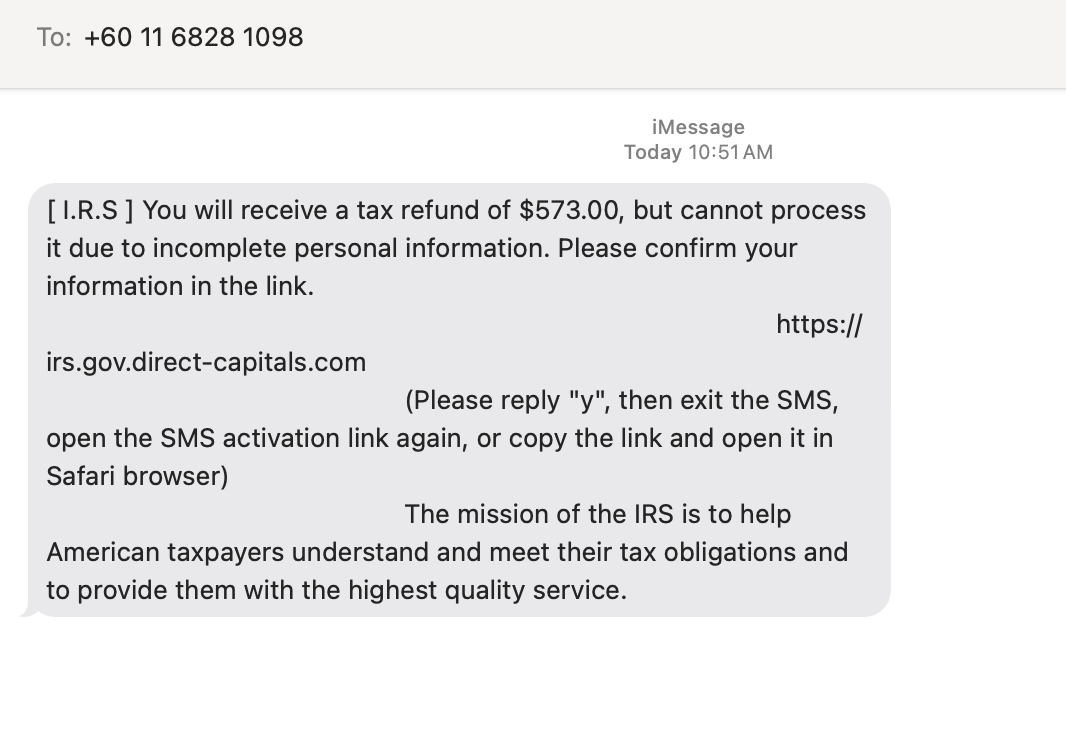 To: +60 11 6828 1098
iMessage
Today 10:51 AM
[ I.R.S ] You will receive a tax refund of $573.00, but cannot process
it due to incomplete personal information. Please confirm your
information in the link.
https://
irs.gov.direct-capitals.com
(Please reply "y", then exit the SMS,
open the SMS activation link again, or copy the link and open it in
Safari browser)
The mission of the IRS is to help
American taxpayers understand and meet their tax obligations and
to provide them with the highest quality service.